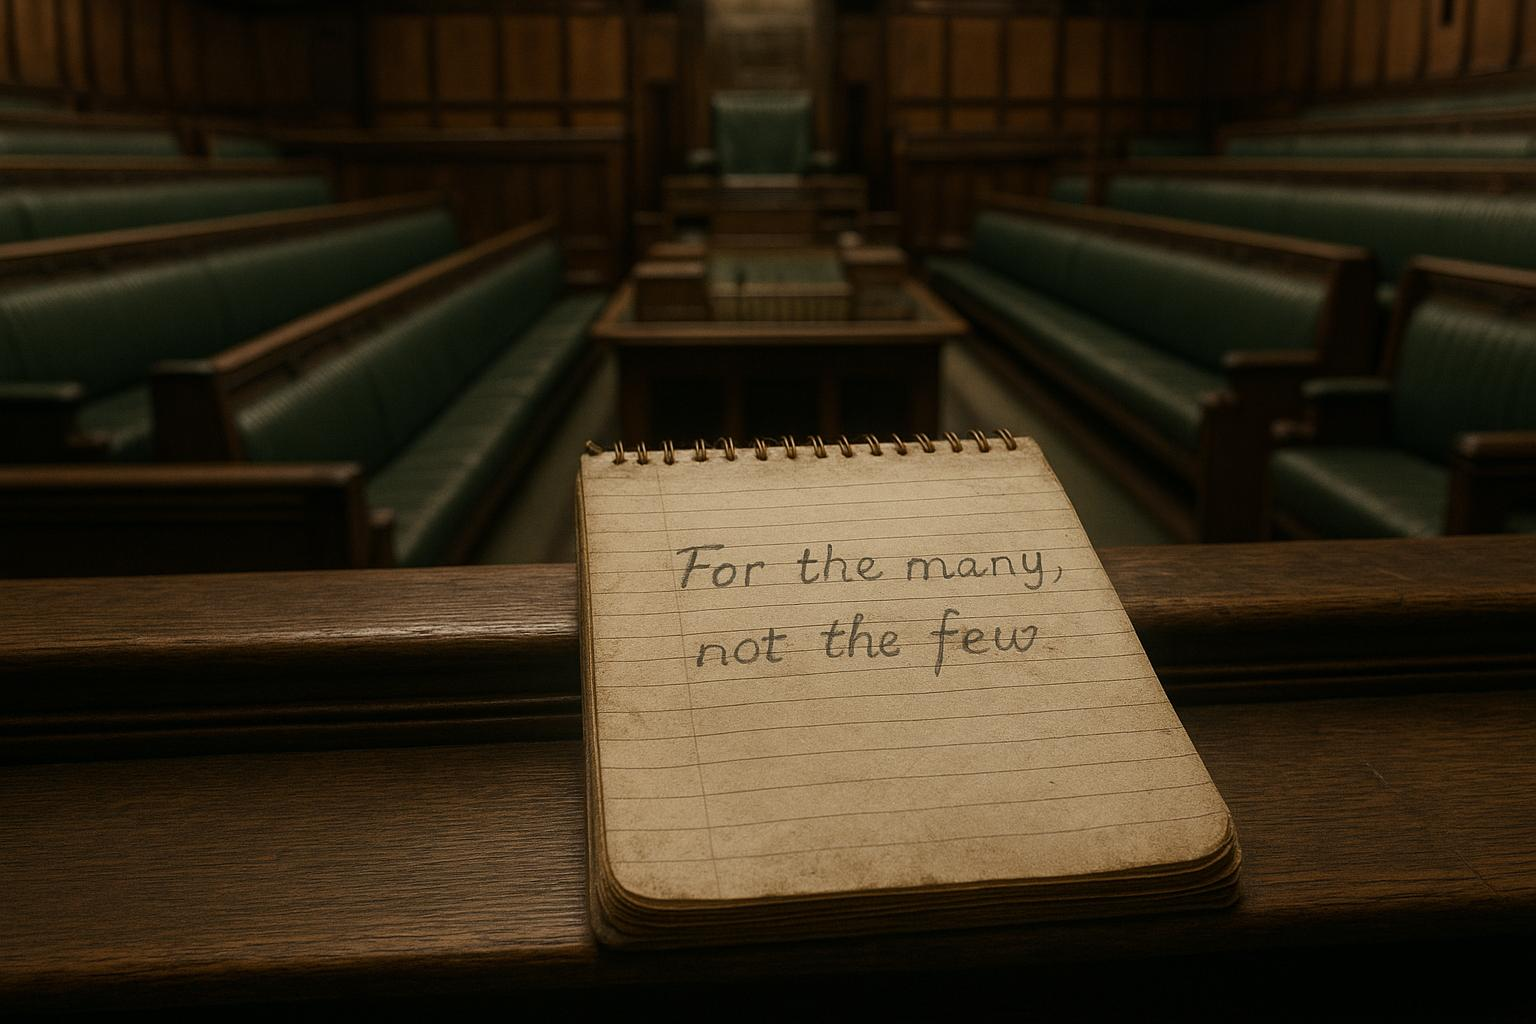 For the many,
not the few